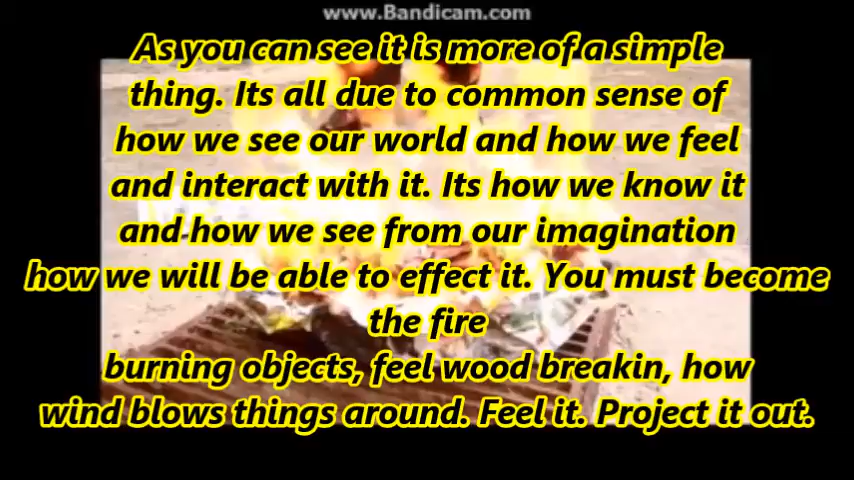 www.Bandicam.com
As you can see it is more of a simple
thing. Its all due to common sense of
how we see our world and how we feel
and interact with it. Its how we know it
and how we see from our imagination
how we will be able to effect it. You must become
the fire
burning objects, feel wood breakin, how
wind blows things around. Feel it. Project it out.